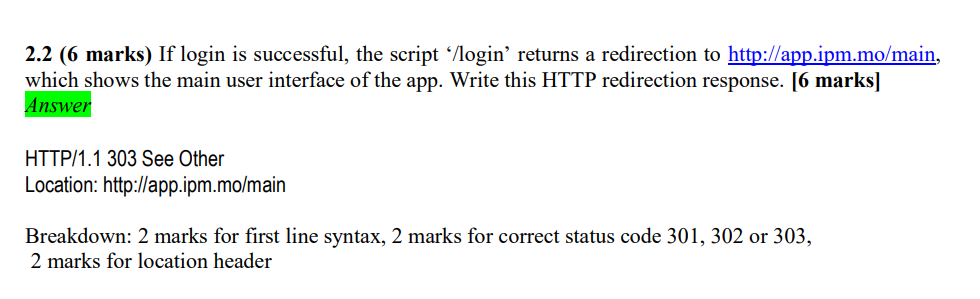 2.2 (6 marks) If login is successful, the script ‘/login’ returns a redirection to http://app.ipm.mo/main,
which shows the main user interface of the app. Write this HTTP redirection response. [6 marks]
Answer
HTTP/1.1 303 See Other
Location: http://app.ipm.mo/main
Breakdown: 2 marks for first line syntax, 2 marks for correct status code 301, 302 or 303,
2 marks for location header